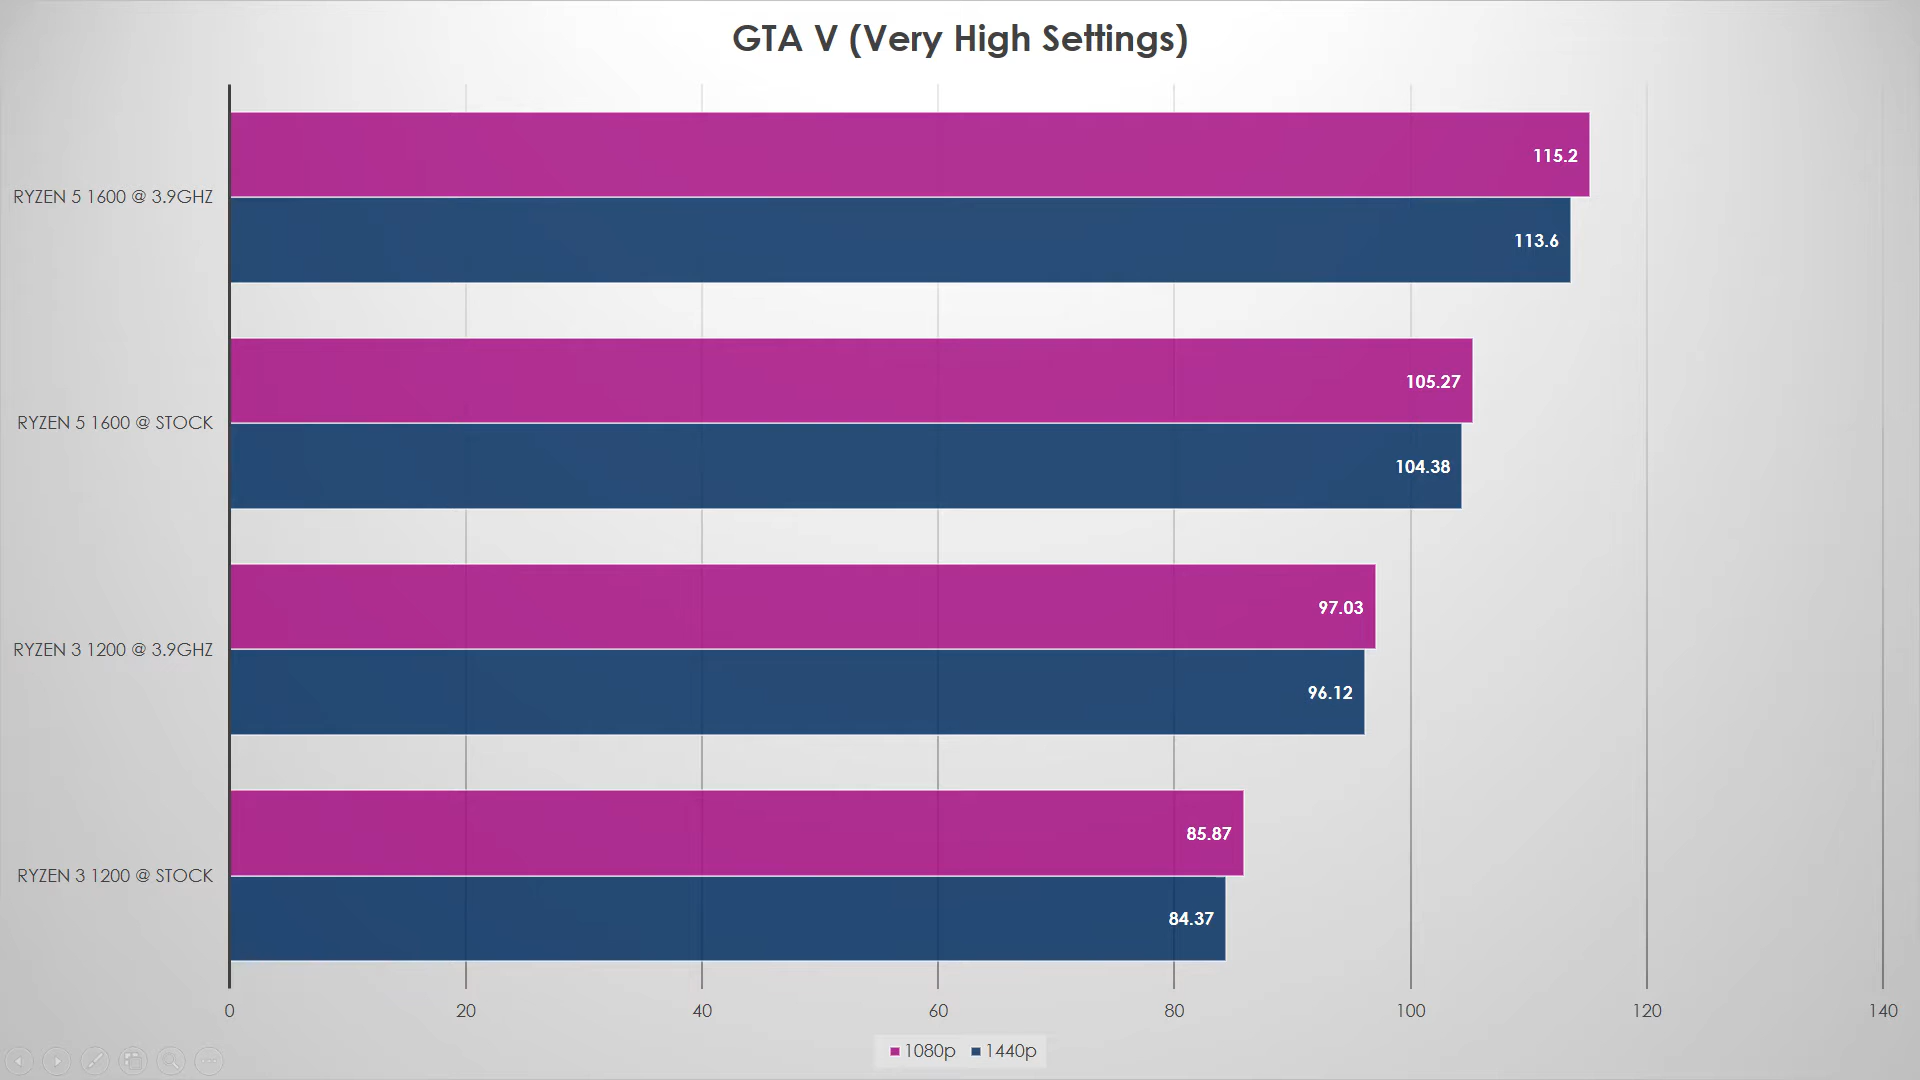 GTA V (Very High Settings)
RYZEN 5 1600 @ 3.9GHZ
115.2
113.6
RYZEN 5 1600 @ STOCK
105.27
104.38
RYZEN 3 1200 @ 3.9GHZ
97.03
96.12
RYZEN 3 1200 @ STOCK
85.87
84.37
0 20 40 60 80 100 120 140
1080p 1440p